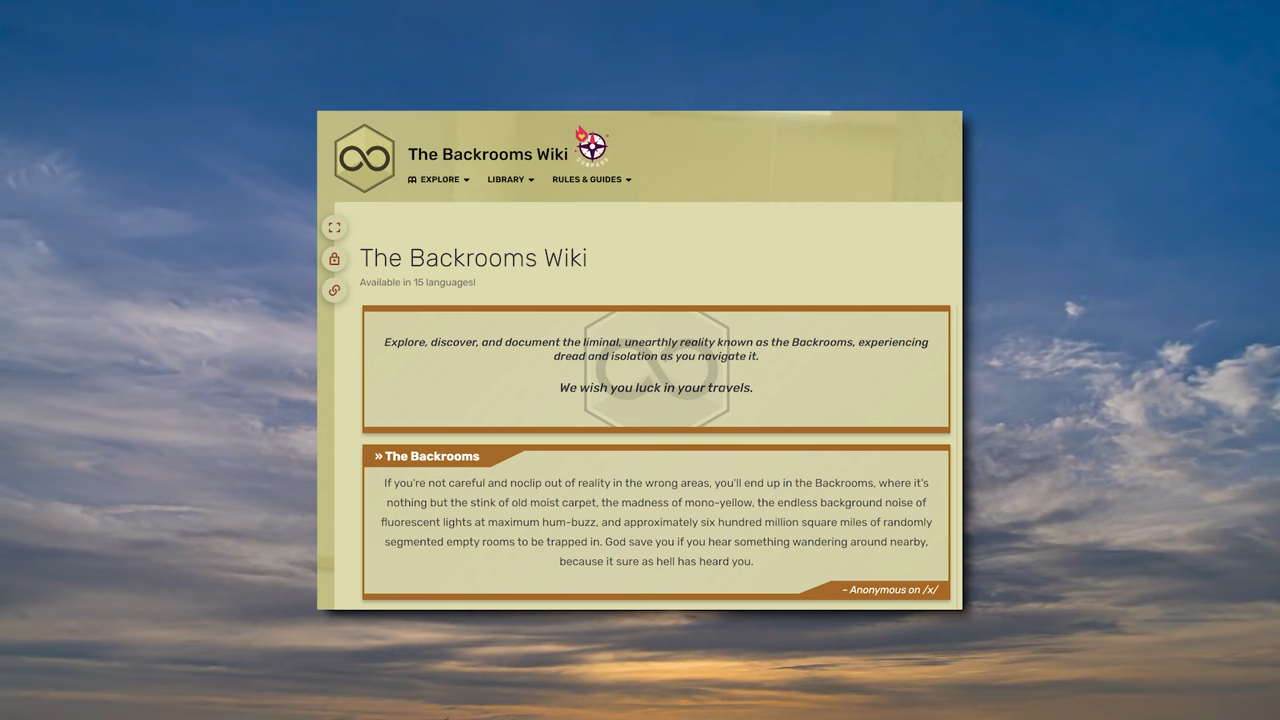 The Backrooms Wiki
COMPASS
EXPLORE LIBRARY RULES & GUIDES
The Backrooms Wiki
Available in 15 languages!
Explore, discover, and document the liminal, unearthly reality known as the Backrooms, experiencing
dread and isolation as you navigate it.
We wish you luck in your travels.
» The Backrooms
If you're not careful and noclip out of reality in the wrong areas, you'll end up in the Backrooms, where it's
nothing but the stink of old moist carpet, the madness of mono-yellow, the endless background noise of
fluorescent lights at maximum hum-buzz, and approximately six hundred million square miles of randomly
segmented empty rooms to be trapped in. God save you if you hear something wandering around nearby,
because it sure as hell has heard you.
– Anonymous on /x/